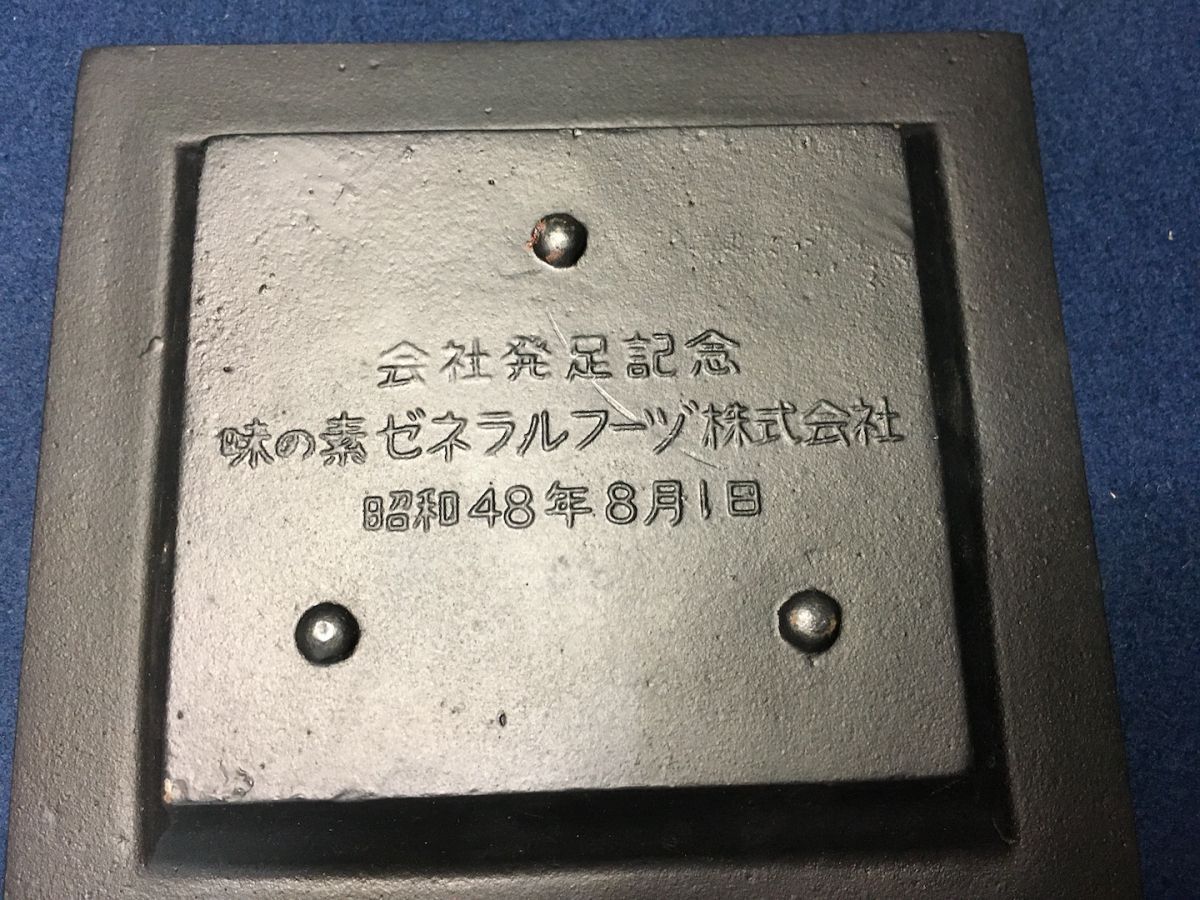 会社発足記念
味の素ゼネラルフーヅ株式会社
昭和48年8月1日